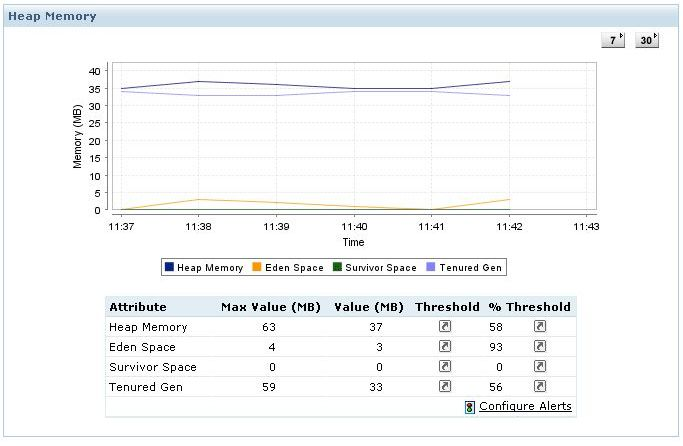 Heap Memory
7 30
40
35
30
25
20
15
10
5
0
Memory (MB)
11:37 11:38 11:39 11:40 11:41 11:42 11:43
Time
Heap Memory Eden Space Survivor Space Tenured Gen
Attribute Max Value (MB) Value (MB) Threshold % Threshold
Heap Memory 63 37 58
Eden Space 4 3 93
Survivor Space 0 0 0
Tenured Gen 59 33 56
Configure Alerts